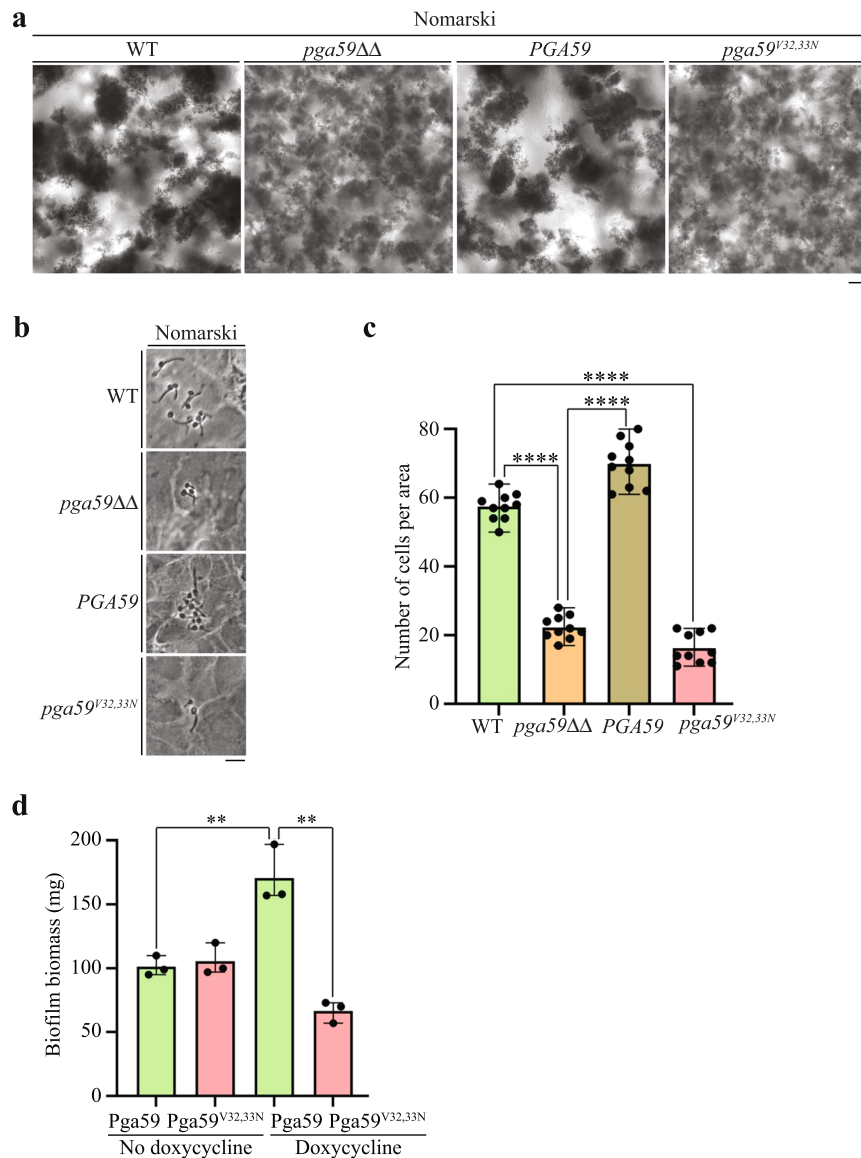 a
Nomarski
WT pga59ΔΔ PGA59 pga59V32,33N
b
Nomarski
WT
pga59ΔΔ
PGA59
pga59V32,33N
c
****
****
****
80
60
40
20
0
Number of cells per area
WT pga59ΔΔ PGA59 pga59V32,33N
d
** **
200
150
100
50
0
Biofilm biomass (mg)
Pga59 Pga59V32,33N Pga59 Pga59V32,33N
No doxycycline Doxycycline